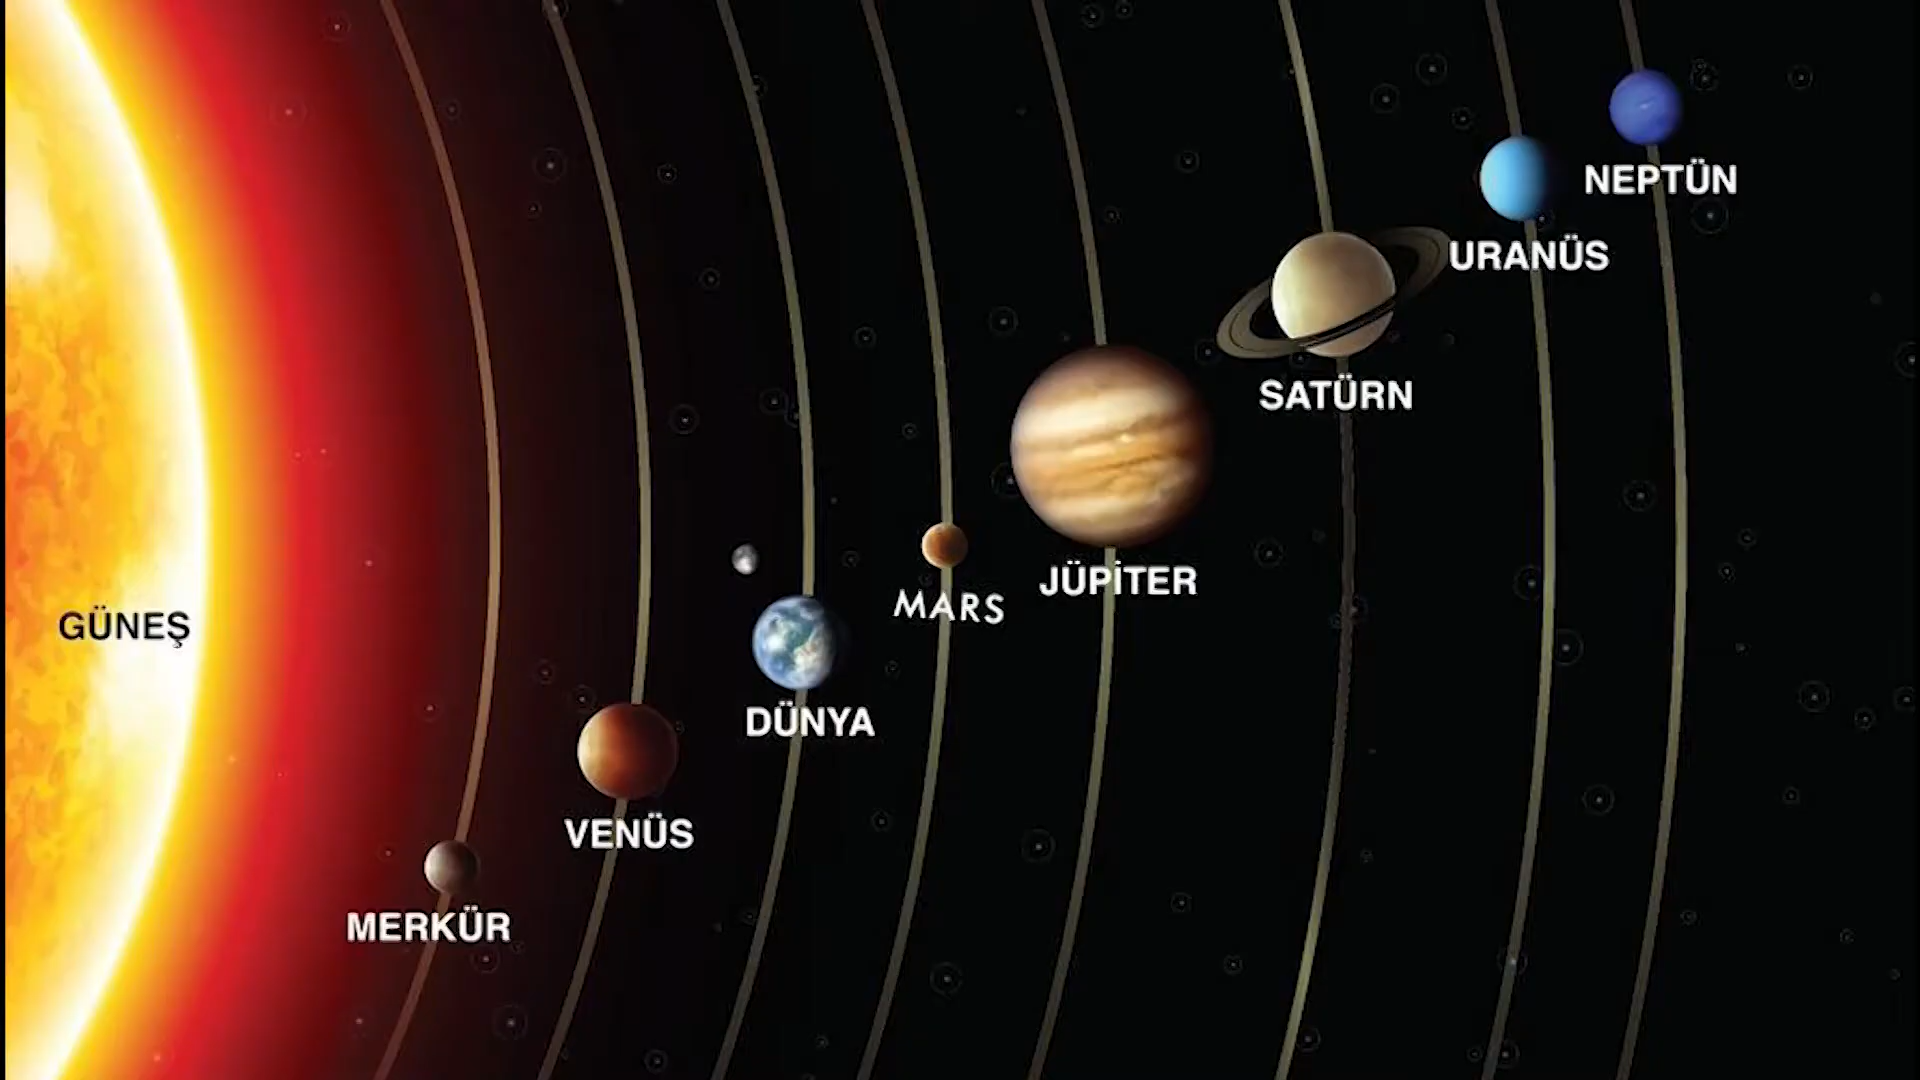 GÜNEŞ
MERKÜR
VENÜS
DÜNYA
MARS
JÜPİTER
SATÜRN
URANÜS
NEPTÜN